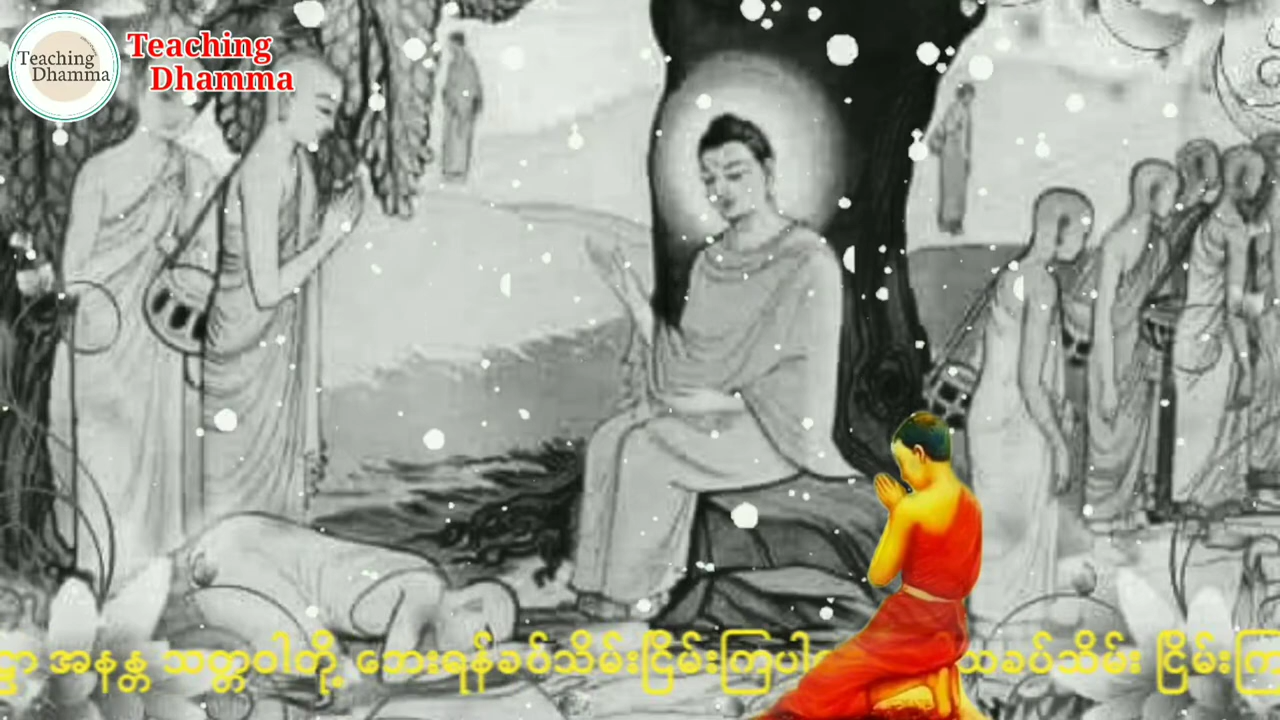 Teaching
Dhamma
Teaching
Dhamma
အနန္တ သတ္တဝါတို့ ဘေးရန်ခပ်သိမ်းငြိမ်းကြပါ ခပ်သိမ်း ငြိမ်း